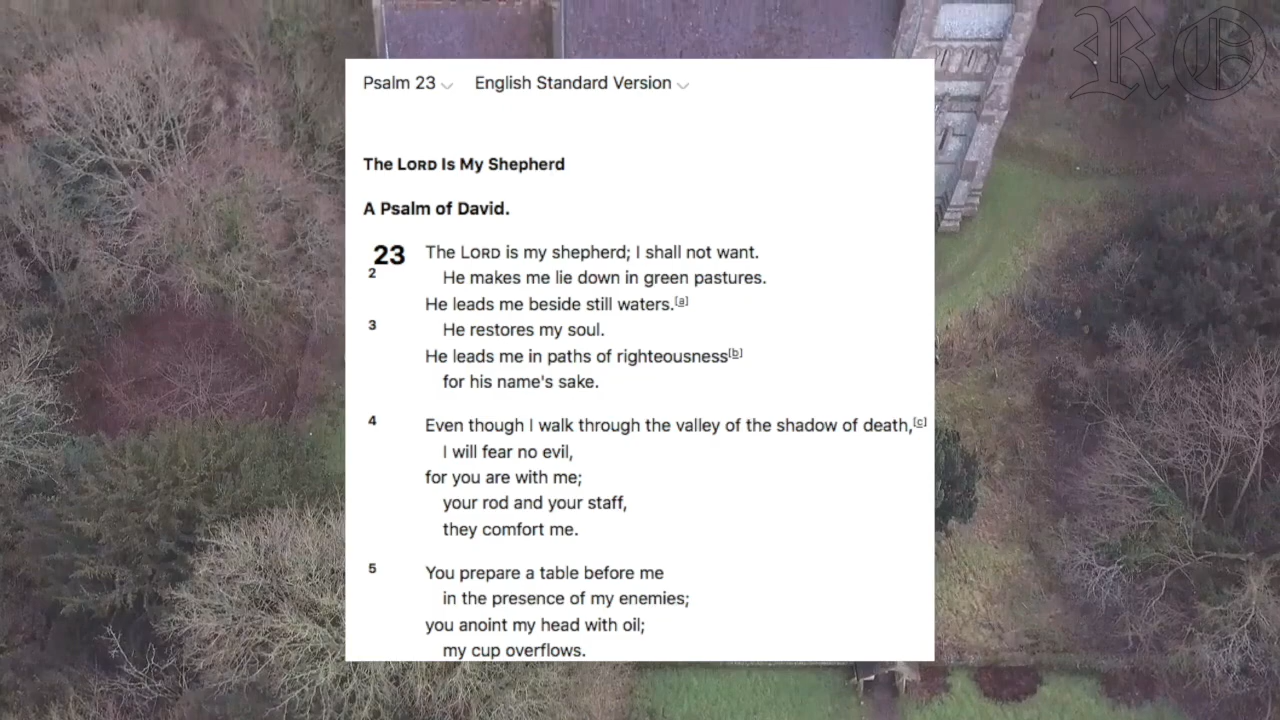 RO
Psalm 23 English Standard Version
The LORD Is My Shepherd
A Psalm of David.
23 The LORD is my shepherd; I shall not want.
2 He makes me lie down in green pastures.
He leads me beside still waters.[a]
3 He restores my soul.
He leads me in paths of righteousness[b]
for his name's sake.
4 Even though I walk through the valley of the shadow of death,[c]
I will fear no evil,
for you are with me;
your rod and your staff,
they comfort me.
5 You prepare a table before me
in the presence of my enemies;
you anoint my head with oil;
my cup overflows.